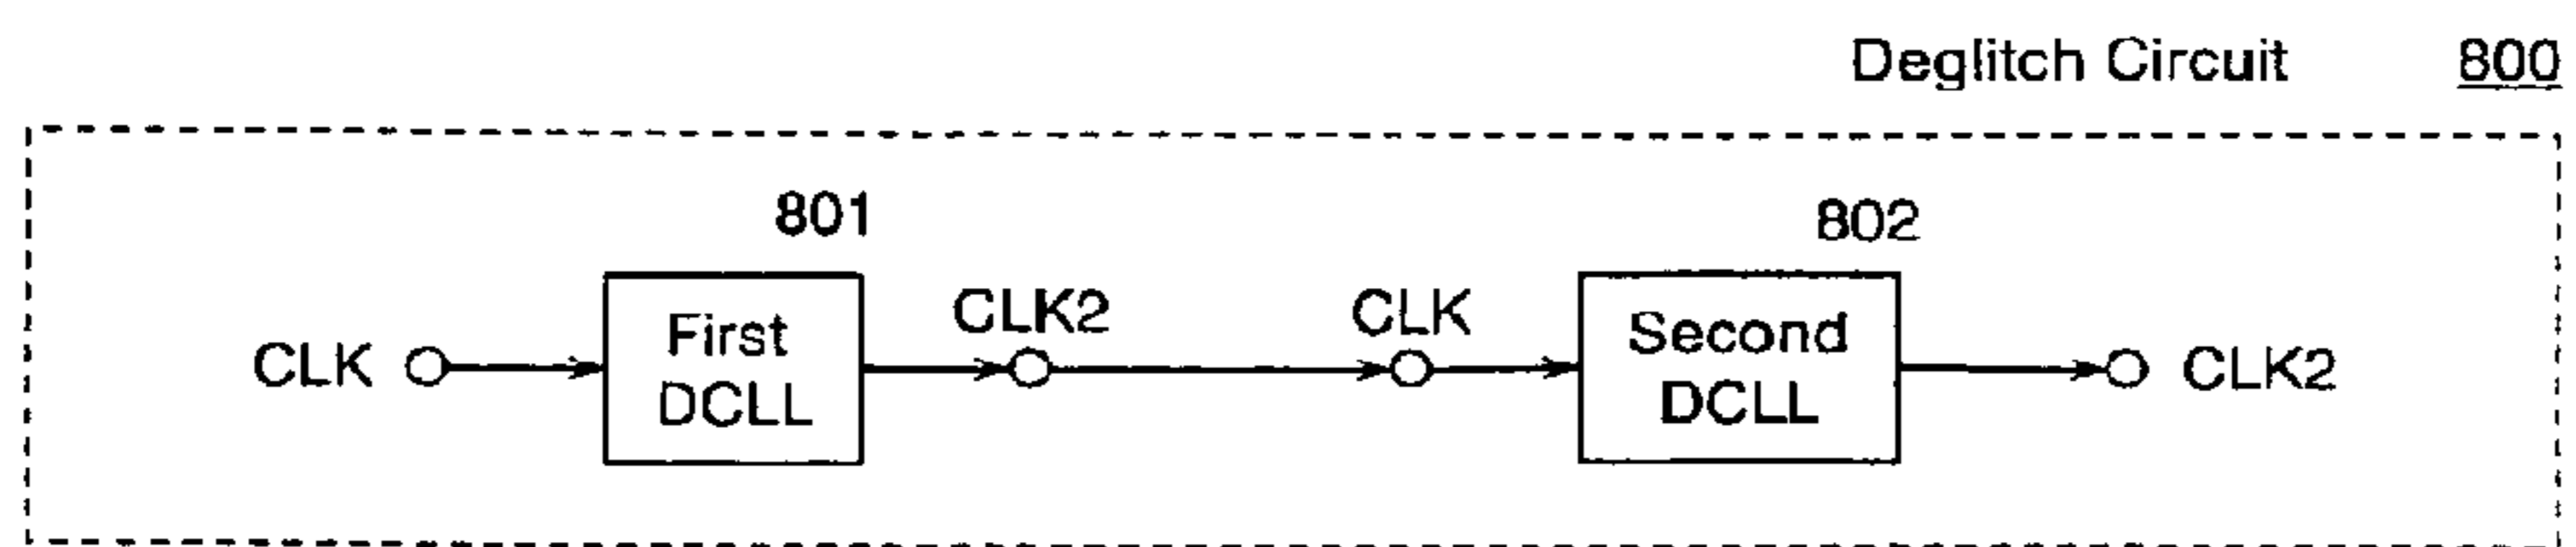 Deglitch Circuit 800
801
802
CLK
First
DCLL
CLK2
CLK
Second
DCLL
CLK2